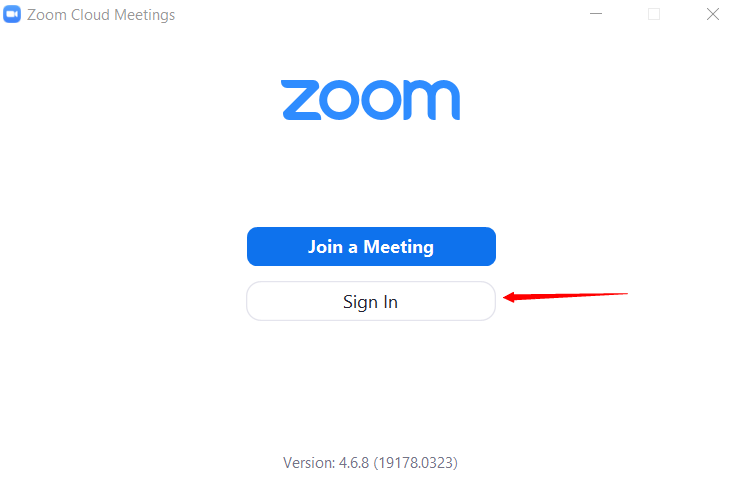 Zoom Cloud Meetings
zoom
Join a Meeting
Sign In
Version: 4.6.8 (19178.0323)